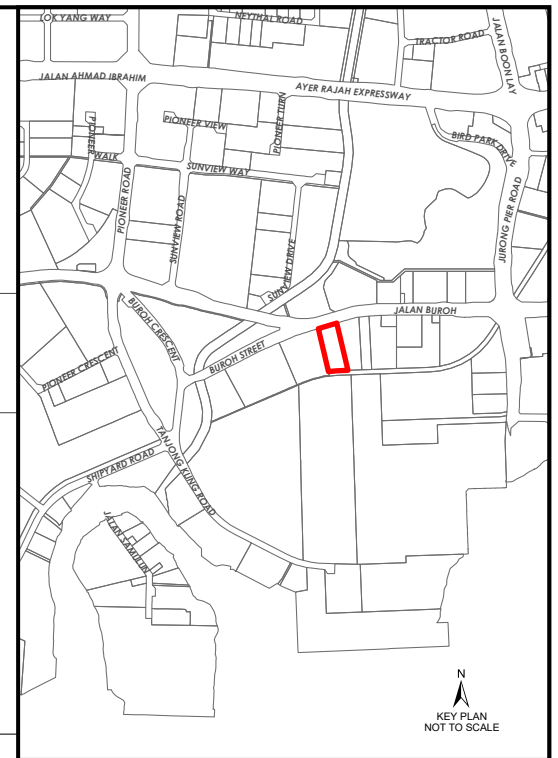 LOK YANG WAY
NEYTHAL ROAD
TRACTOR ROAD
JALAN BOON LAY
JALAN AHMAD IBRAHIM
AYER RAJAH EXPRESSWAY
PIONEER WALK
PIONEER VIEW
PIONEER TURN
BIRD PARK DRIVE
SUNVIEW WAY
PIONEER ROAD
SUNVIEW ROAD
SUNVIEW DRIVE
JURONG PIER ROAD
BUROH CRESCENT
JALAN BUROH
BUROH STREET
PIONEER CRESCENT
TANJONG KLING ROAD
SHIPYARD ROAD
JALAN SAMULUN
N
KEY PLAN
NOT TO SCALE